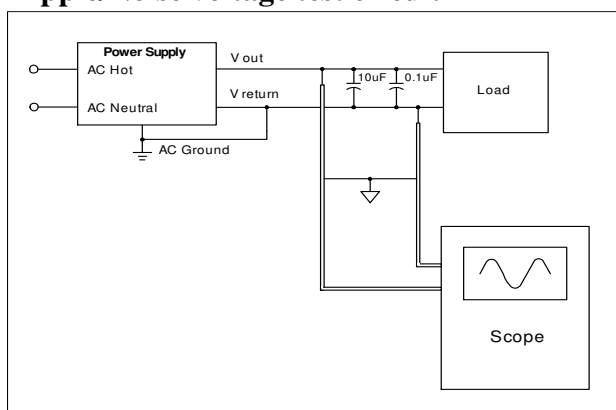 Power Supply
AC Hot
AC Neutral
V out
V return
10uF
0.1uF
Load
AC Ground
Scope